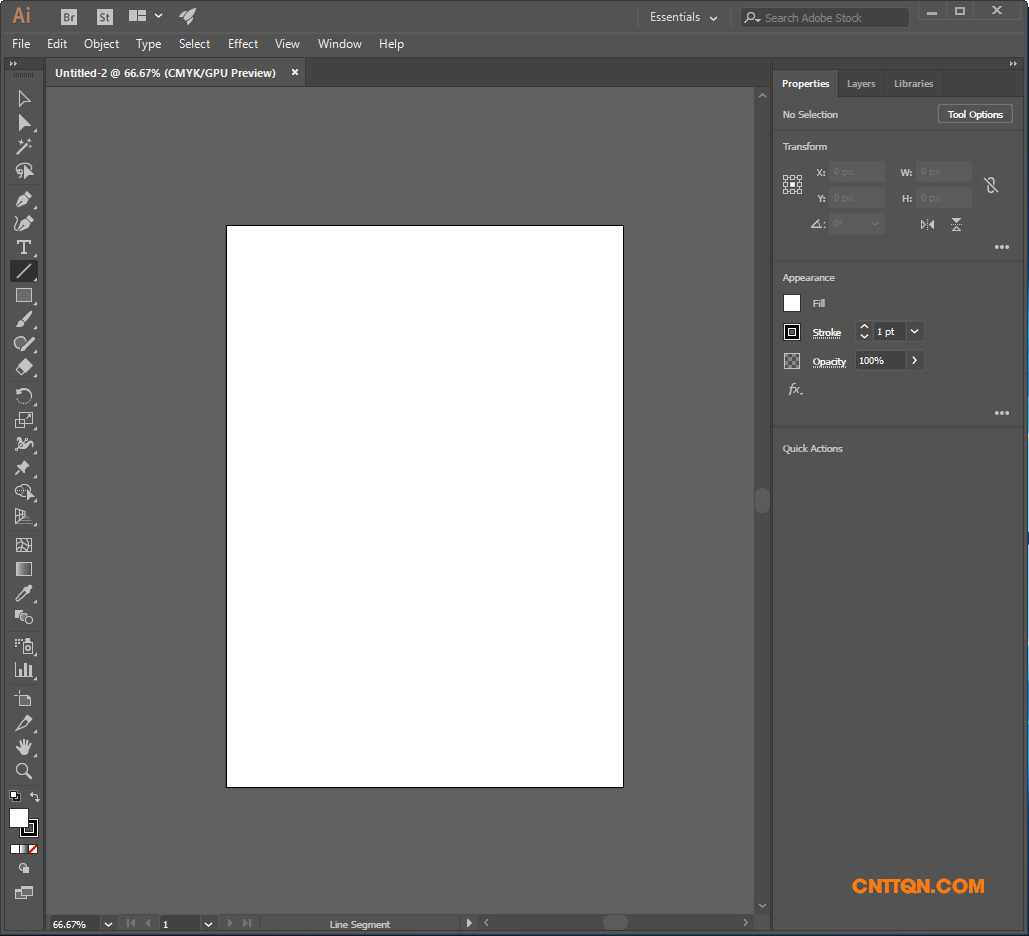 Ai Br St Essentials Search Adobe Stock
File Edit Object Type Select Effect View Window Help
Untitled-2 @ 66.67% (CMYK/GPU Preview) ×
Properties Layers Libraries
No Selection Tool Options
Transform
X: 0 px W: 0 px
Y: 0 px H: 0 px
0°
Appearance
Fill
Stroke 1 pt
Opacity 100%
fx.
Quick Actions
CNTTQN.COM
66.67% 1 Line Segment